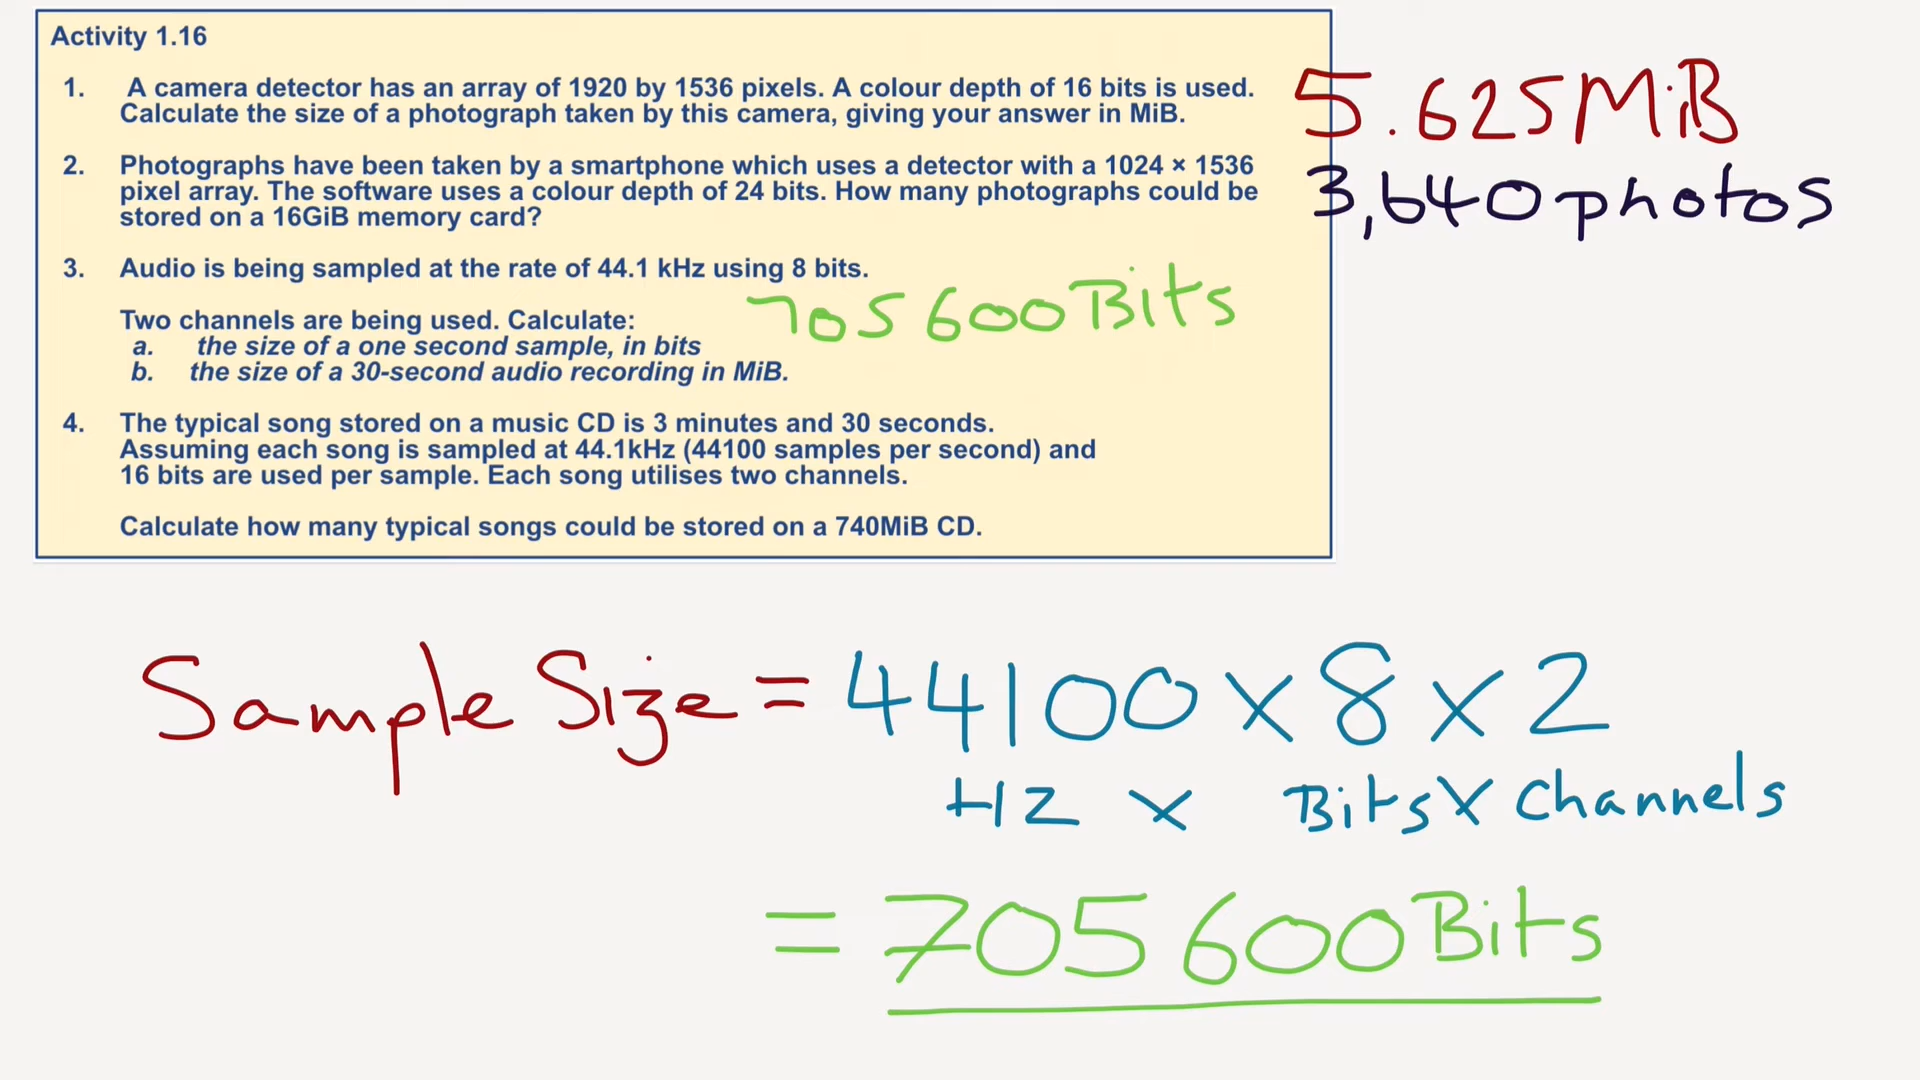 Activity 1.16
1. A camera detector has an array of 1920 by 1536 pixels. A colour depth of 16 bits is used.
Calculate the size of a photograph taken by this camera, giving your answer in MiB.
5.625MiB
2. Photographs have been taken by a smartphone which uses a detector with a 1024 × 1536
pixel array. The software uses a colour depth of 24 bits. How many photographs could be
stored on a 16GiB memory card?
3,640 photos
3. Audio is being sampled at the rate of 44.1 kHz using 8 bits.
Two channels are being used. Calculate:
705 600 Bits
a. the size of a one second sample, in bits
b. the size of a 30-second audio recording in MiB.
4. The typical song stored on a music CD is 3 minutes and 30 seconds.
Assuming each song is sampled at 44.1kHz (44100 samples per second) and
16 bits are used per sample. Each song utilises two channels.
Calculate how many typical songs could be stored on a 740MiB CD.
Sample Size = 44100 x 8 x 2
HZ x Bits x Channels
= 705 600 Bits